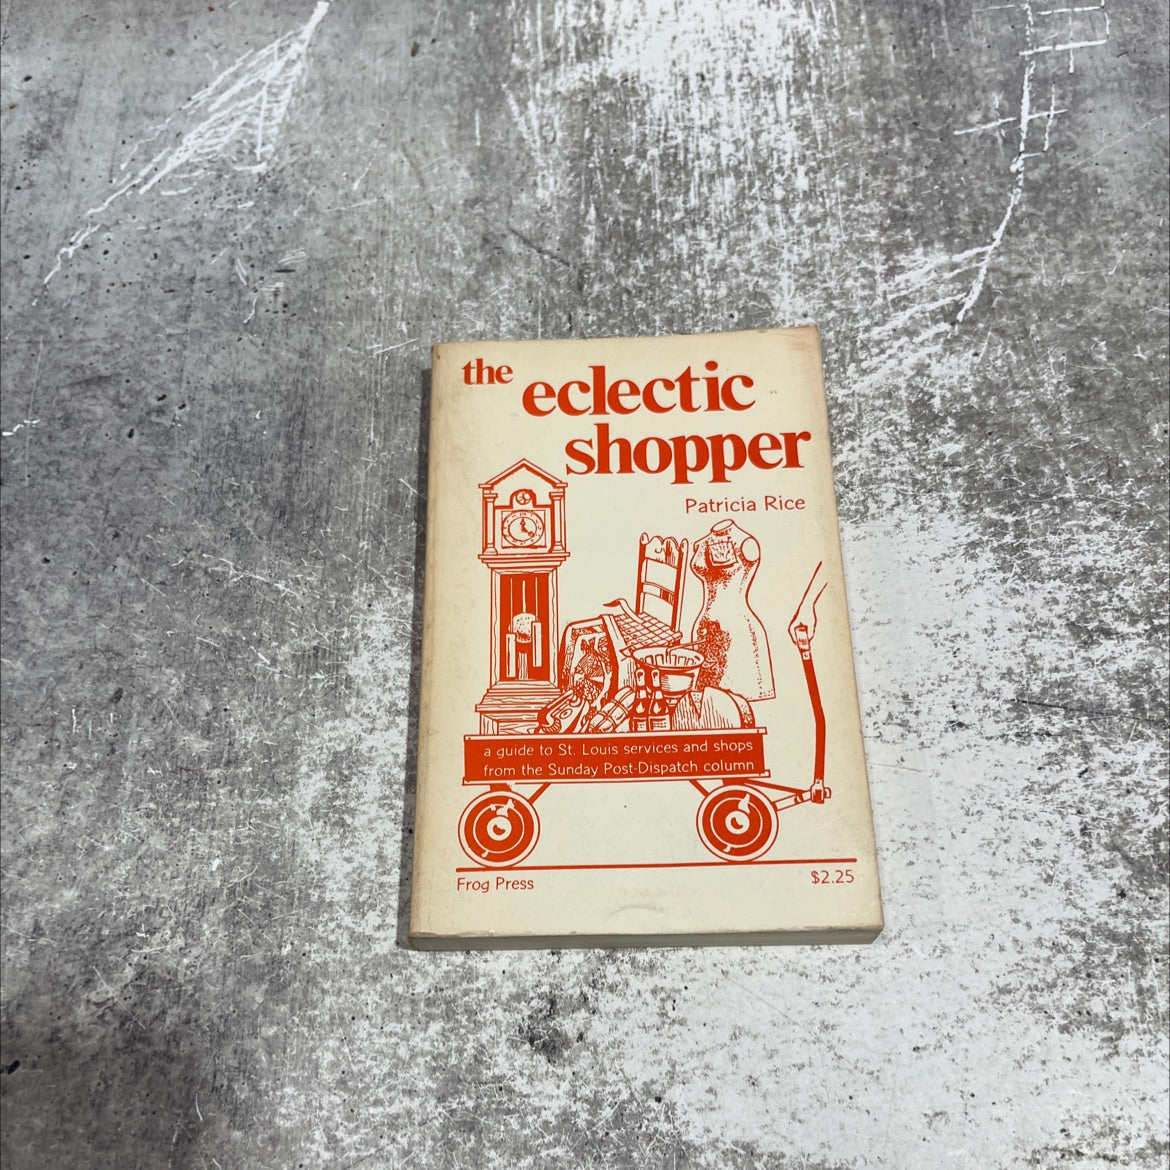 the
eclectic
shopper
Patricia Rice
a guide to St. Louis services and shops
from the Sunday Post-Dispatch column
Frog Press
$2.25